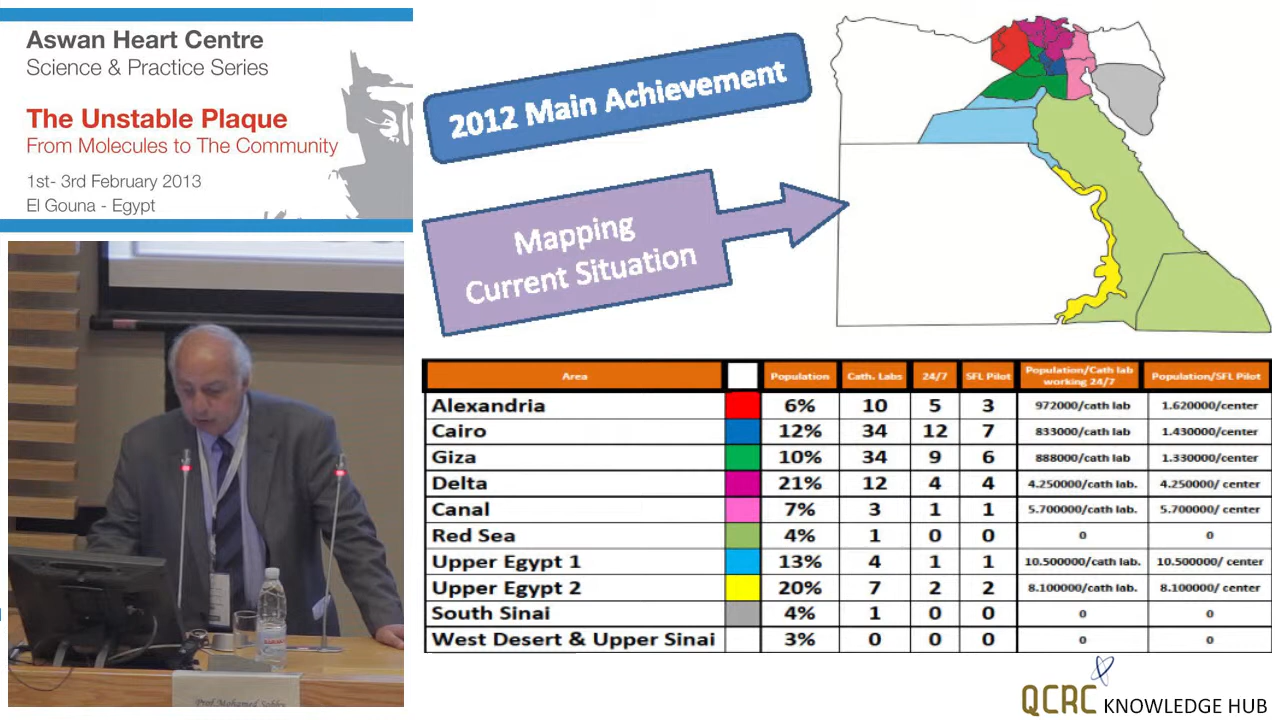 Aswan Heart Centre
Science & Practice Series
The Unstable Plaque
From Molecules to The Community
1st- 3rd February 2013
El Gouna - Egypt
2012 Main Achievement
Mapping
Current Situation
Area Population Cath. Labs 24/7 SFL Pilot Population/Cath lab working 24/7 Population/SFL Pilot
Alexandria 6% 10 5 3 972000/cath lab 1.620000/center
Cairo 12% 34 12 7 833000/cath lab 1.430000/center
Giza 10% 34 9 6 888000/cath lab 1.330000/center
Delta 21% 12 4 4 4.250000/cath lab. 4.250000/ center
Canal 7% 3 1 1 5.700000/cath lab. 5.700000/ center
Red Sea 4% 1 0 0 0 0
Upper Egypt 1 13% 4 1 1 10.500000/cath lab. 10.500000/ center
Upper Egypt 2 20% 7 2 2 8.100000/cath lab. 8.100000/ center
South Sinai 4% 1 0 0 0 0
West Desert & Upper Sinai 3% 0 0 0 0 0
Prof Mohamed Sobhy
QCRC KNOWLEDGE HUB